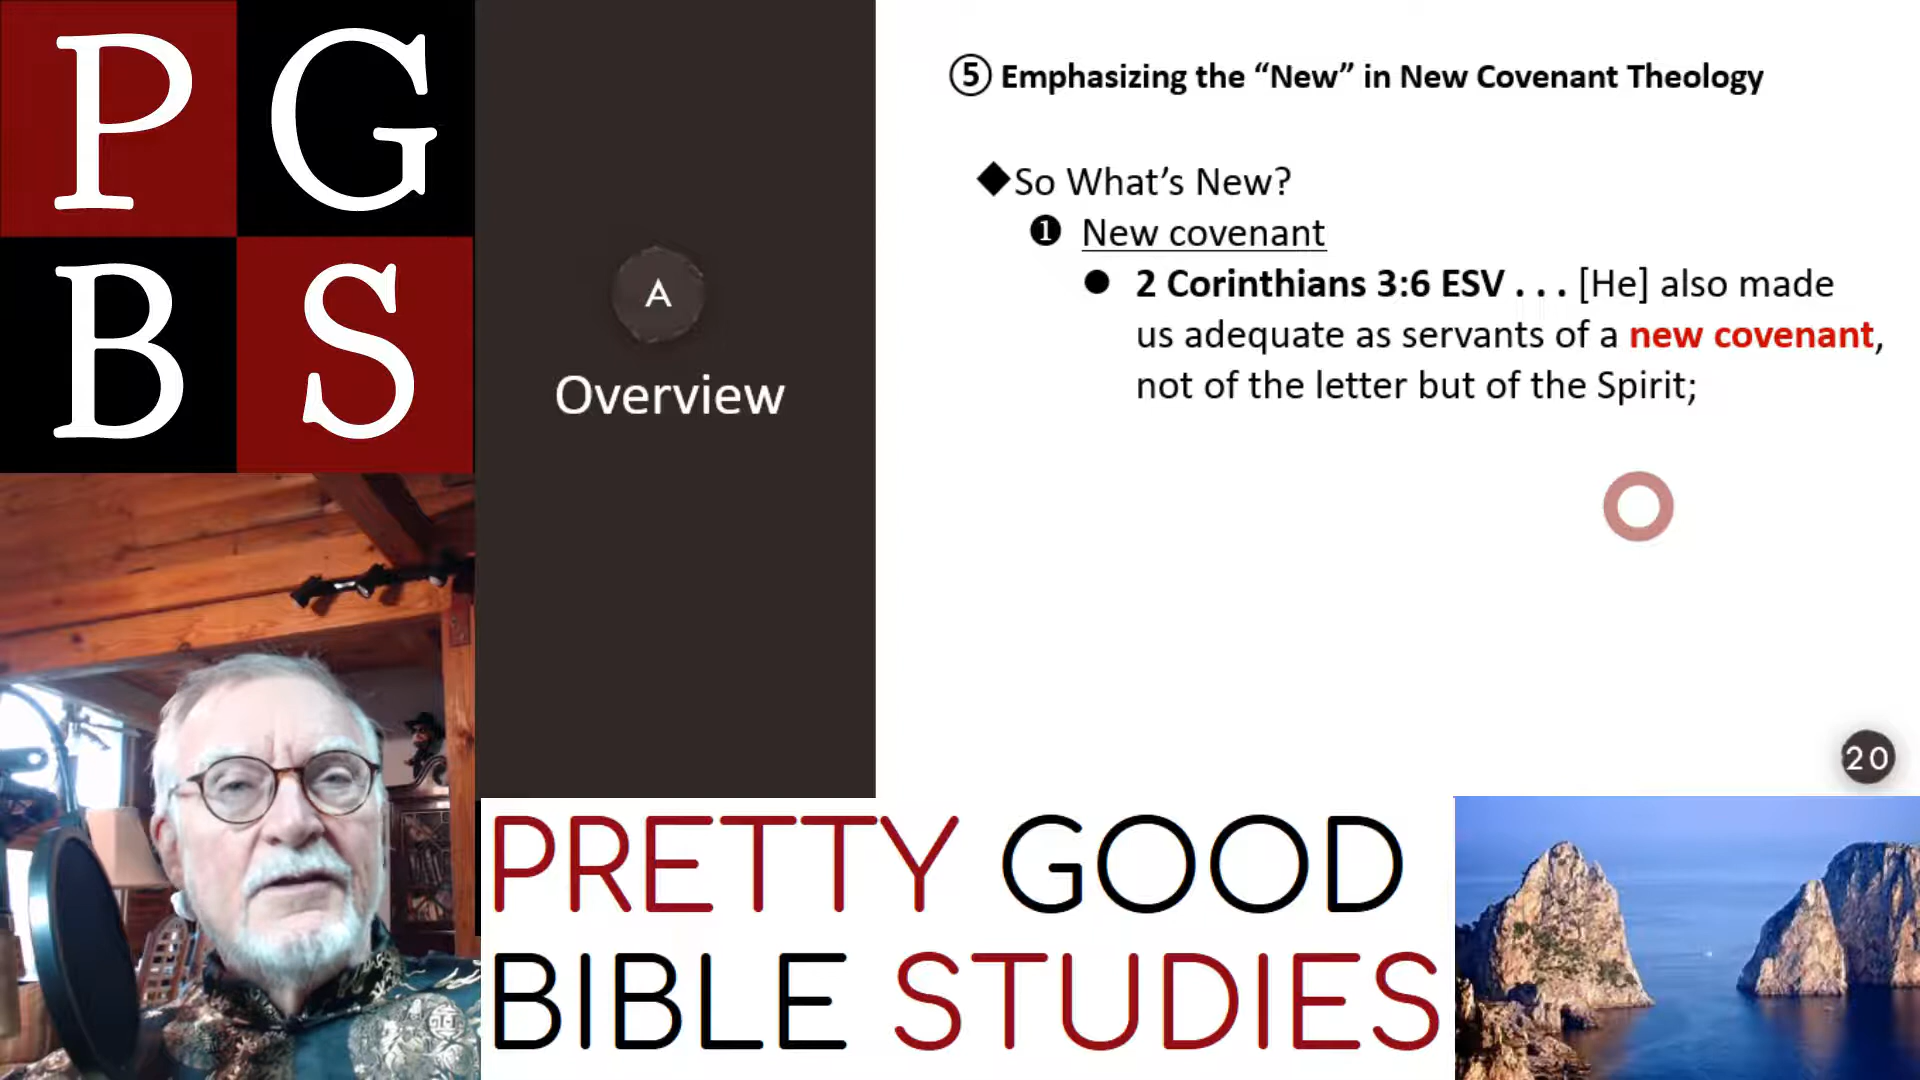 P G
B S
A
Overview
⑤ Emphasizing the “New” in New Covenant Theology
◆So What’s New?
❶ New covenant
● 2 Corinthians 3:6 ESV . . . [He] also made
us adequate as servants of a new covenant,
not of the letter but of the Spirit;
20
PRETTY GOOD
BIBLE STUDIES